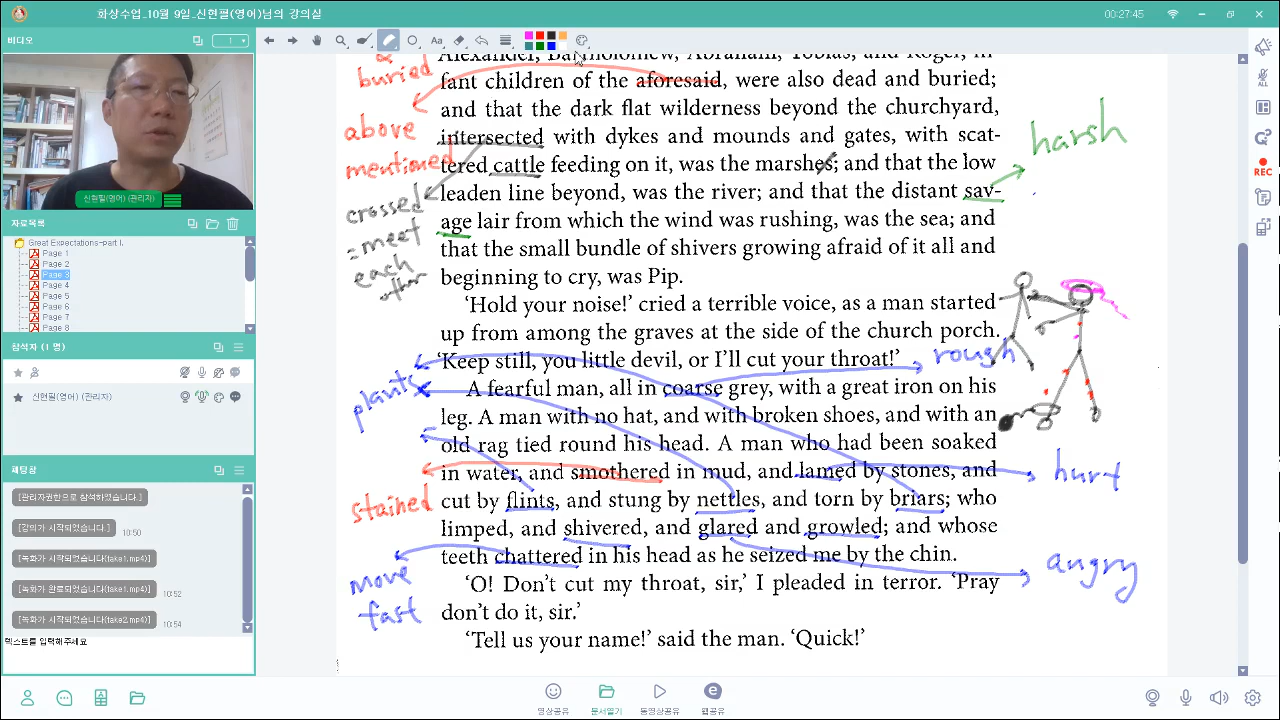 화상수업_10월 9일_신현필(영어)님의 강의실
00:27:45
비디오
1
Aa
신현필(영어) (관리자)
자료목록
Great Expectations-part I.
Page 1
Page 2
Page 3
Page 4
Page 5
Page 6
Page 7
Page 8
참석자 (1 명)
신현필(영어) (관리자)
채팅창
[관리자권한으로 참석하였습니다.]
[강의가 시작되었습니다.]
10:50
[녹화가 시작되었습니다(take1.mp4)]
[녹화가 완료되었습니다(take1.mp4)]
10:52
[녹화가 시작되었습니다(take2.mp4)]
10:54
텍스트를 입력해주세요
Alexander, Bartholomew, Abraham, Tobias, and Roger, in-
fant children of the aforesaid, were also dead and buried;
and that the dark flat wilderness beyond the churchyard,
intersected with dykes and mounds and gates, with scat-
tered cattle feeding on it, was the marshes; and that the low
leaden line beyond, was the river; and that the distant sav-
age lair from which the wind was rushing, was the sea; and
that the small bundle of shivers growing afraid of it all and
beginning to cry, was Pip.
‘Hold your noise!’ cried a terrible voice, as a man started
up from among the graves at the side of the church porch.
‘Keep still, you little devil, or I’ll cut your throat!’
A fearful man, all in coarse grey, with a great iron on his
leg. A man with no hat, and with broken shoes, and with an
old rag tied round his head. A man who had been soaked
in water, and smothered in mud, and lamed by stones, and
cut by flints, and stung by nettles, and torn by briars; who
limped, and shivered, and glared and growled; and whose
teeth chattered in his head as he seized me by the chin.
‘O! Don’t cut my throat, sir,’ I pleaded in terror. ‘Pray
don’t do it, sir.’
‘Tell us your name!’ said the man. ‘Quick!’
buried
above
mentioned
crossed
=meet
each
other
plants
stained
move
fast
harsh
rough
hurt
angry
ALL
REC
영상공유
문서열기
동영상공유
웹공유